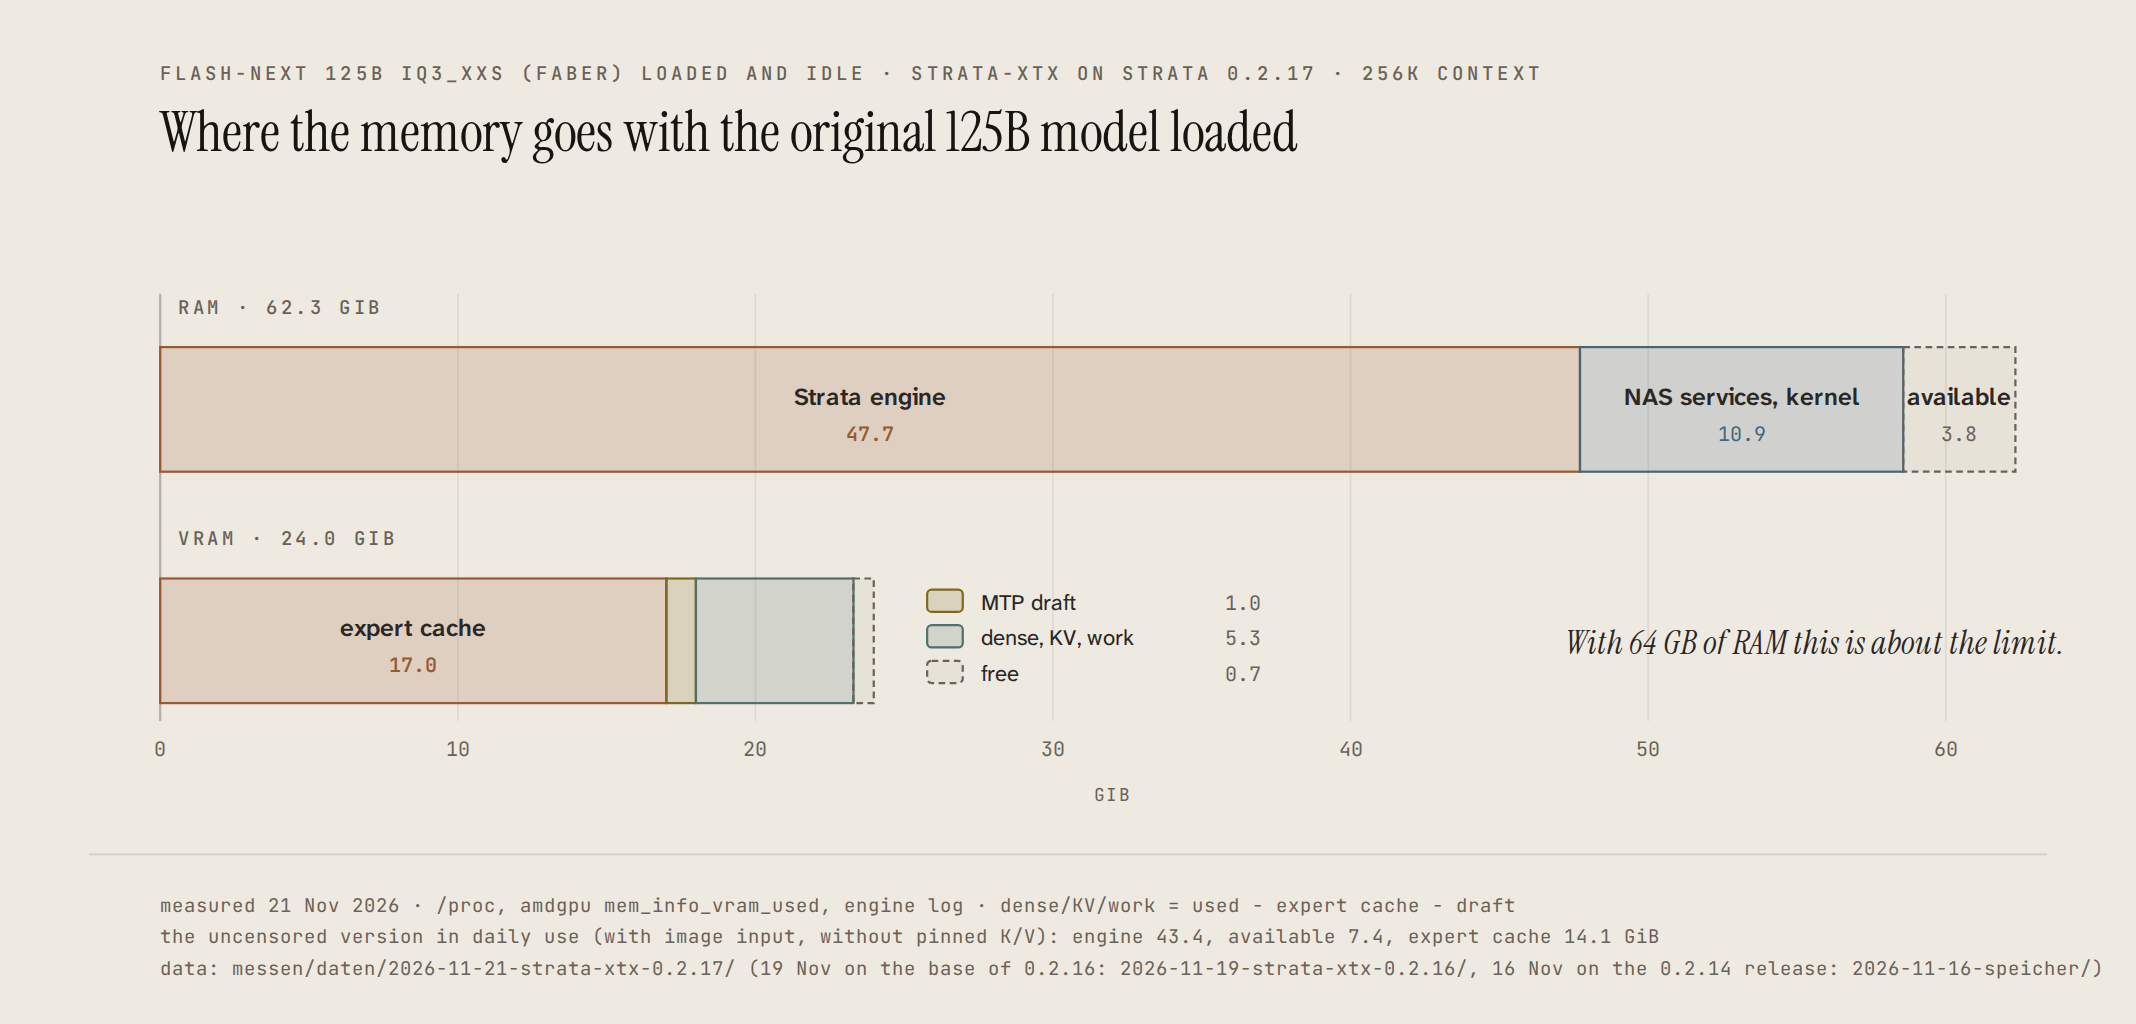 FLASH-NEXT 125B IQ3_XXS (FABER) LOADED AND IDLE · STRATA-XTX ON STRATA 0.2.17 · 256K CONTEXT
Where the memory goes with the original 125B model loaded
RAM · 62.3 GIB
Strata engine
47.7
NAS services, kernel
10.9
available
3.8
VRAM · 24.0 GIB
expert cache
17.0
MTP draft 1.0
dense, KV, work 5.3
free 0.7
With 64 GB of RAM this is about the limit.
0 10 20 30 40 50 60
GIB
measured 21 Nov 2026 · /proc, amdgpu mem_info_vram_used, engine log · dense/KV/work = used - expert cache - draft
the uncensored version in daily use (with image input, without pinned K/V): engine 43.4, available 7.4, expert cache 14.1 GiB
data: messen/daten/2026-11-21-strata-xtx-0.2.17/ (19 Nov on the base of 0.2.16: 2026-11-19-strata-xtx-0.2.16/, 16 Nov on the 0.2.14 release: 2026-11-16-speicher/)